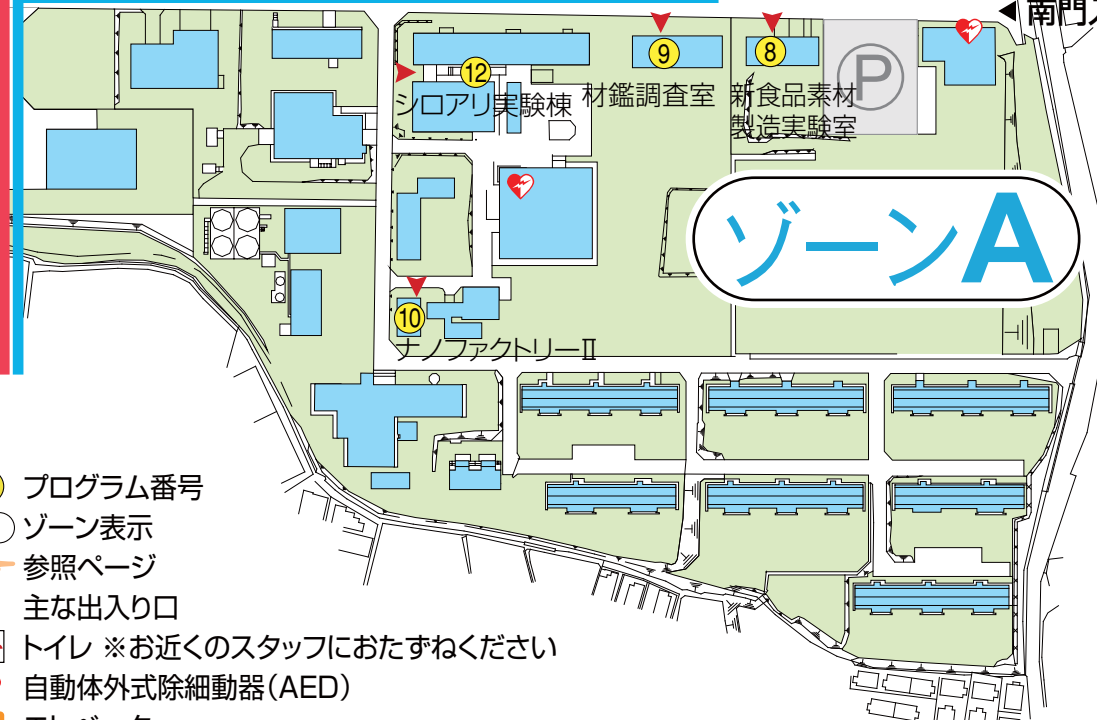 ◀ 南門
12
9
8
P
シロアリ実験棟
材鑑調査室
新食品素材
製造実験室
ゾーンA
10
ナノファクトリーⅡ
プログラム番号
ゾーン表示
参照ページ
主な出入り口
トイレ ※お近くのスタッフにおたずねください
自動体外式除細動器(AED)